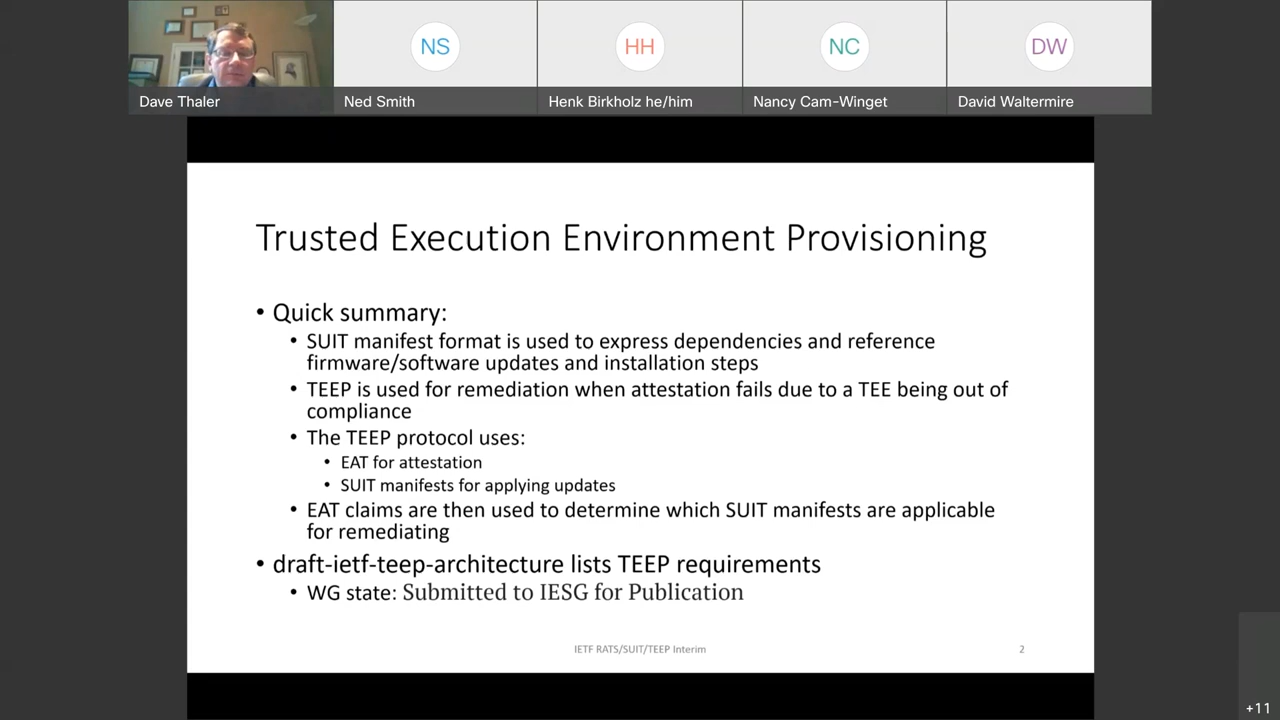 NS
HH
NC
DW
Dave Thaler
Ned Smith
Henk Birkholz he/him
Nancy Cam-Winget
David Waltermire
Trusted Execution Environment Provisioning
• Quick summary:
• SUIT manifest format is used to express dependencies and reference
firmware/software updates and installation steps
• TEEP is used for remediation when attestation fails due to a TEE being out of
compliance
• The TEEP protocol uses:
• EAT for attestation
• SUIT manifests for applying updates
• EAT claims are then used to determine which SUIT manifests are applicable
for remediating
• draft-ietf-teep-architecture lists TEEP requirements
• WG state: Submitted to IESG for Publication
IETF RATS/SUIT/TEEP Interim
2
+11